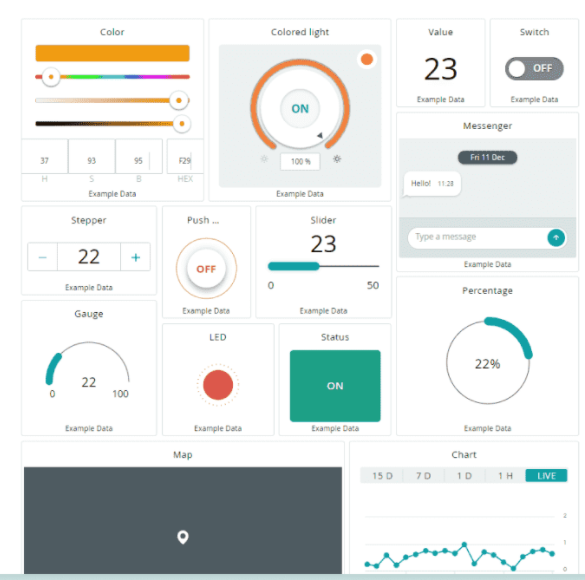 Color
37 93 95 F29
H S B HEX
Example Data
Colored light
ON
100 %
Example Data
Value
23
Example Data
Switch
OFF
Example Data
Messenger
Fri 11 Dec
Hello! 11:23
Type a message
Example Data
Stepper
− 22 +
Example Data
Push ...
OFF
Example Data
Slider
23
0 50
Example Data
Gauge
22
0 100
Example Data
LED
Example Data
Status
ON
Example Data
Percentage
22%
Example Data
Map
Chart
15 D 7 D 1 D 1 H LIVE
2
1
0